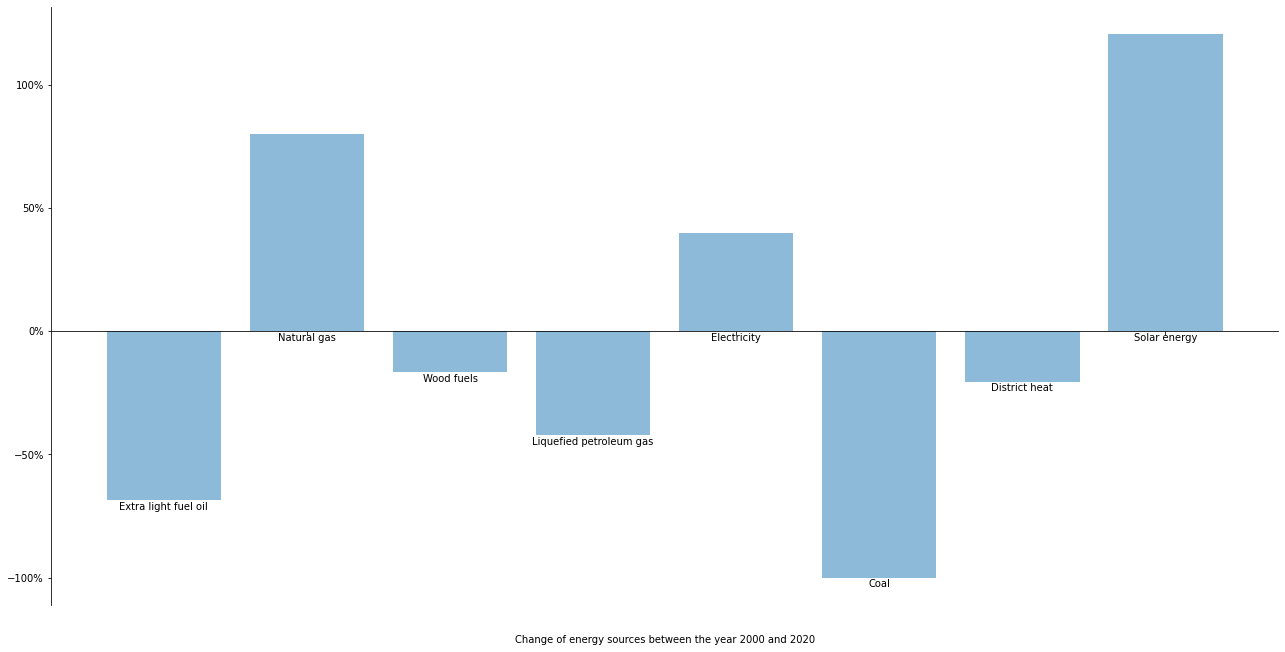 100%
50%
0%
−50%
−100%
Extra light fuel oil
Natural gas
Wood fuels
Liquefied petroleum gas
Electricity
Coal
District heat
Solar energy
Change of energy sources between the year 2000 and 2020